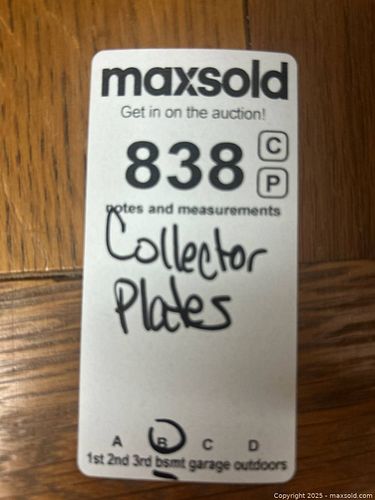 maxsold
Get in on the auction!
838 C
P
notes and measurements
Collector
Plates
A B C D
1st 2nd 3rd bsmt garage outdoors
Copyright 2025 - maxsold.com